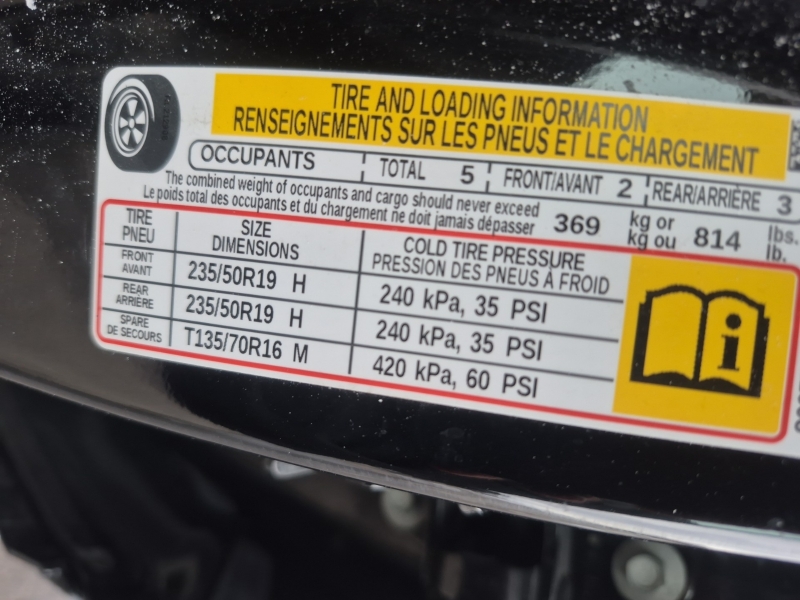 TIRE AND LOADING INFORMATION
RENSEIGNEMENTS SUR LES PNEUS ET LE CHARGEMENT
OCCUPANTS TOTAL 5 FRONT/AVANT 2 REAR/ARRIÈRE 3
The combined weight of occupants and cargo should never exceed
Le poids total des occupants et du chargement ne doit jamais dépasser
369 kg or 814 lbs.
kg ou lb.
TIRE SIZE COLD TIRE PRESSURE
PNEU DIMENSIONS PRESSION DES PNEUS À FROID
FRONT
AVANT 235/50R19 H 240 kPa, 35 PSI
REAR
ARRIÈRE 235/50R19 H 240 kPa, 35 PSI
SPARE
DE SECOURS T135/70R16 M 420 kPa, 60 PSI